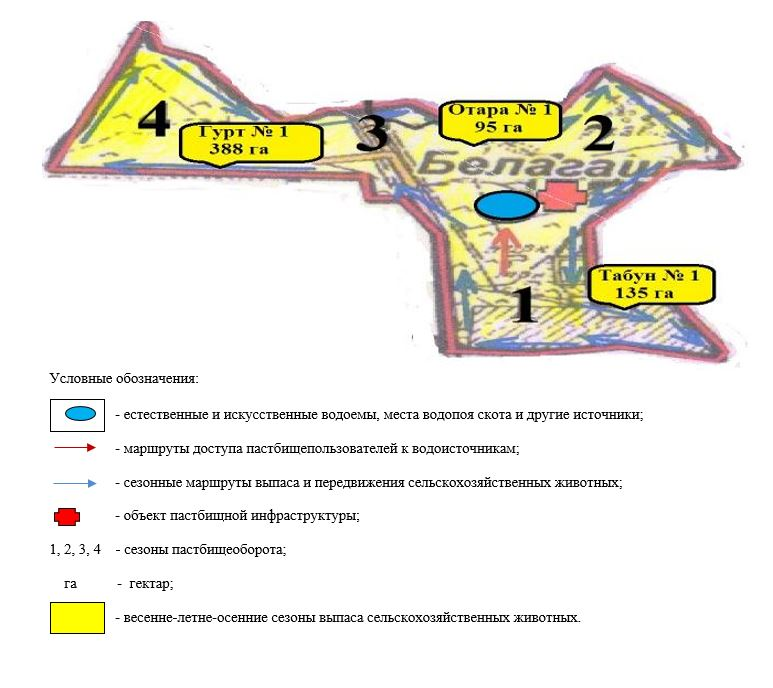 4
Гурт № 1
388 га
3
Отара № 1
95 га
2
Белагаш
1
Табун № 1
135 га
Условные обозначения:
- естественные и искусственные водоемы, места водопоя скота и другие источники;
- маршруты доступа пастбищепользователей к водоисточникам;
- сезонные маршруты выпаса и передвижения сельскохозяйственных животных;
- объект пастбищной инфраструктуры;
1, 2, 3, 4 - сезоны пастбищеоборота;
га - гектар;
- весенне-летне-осенние сезоны выпаса сельскохозяйственных животных.